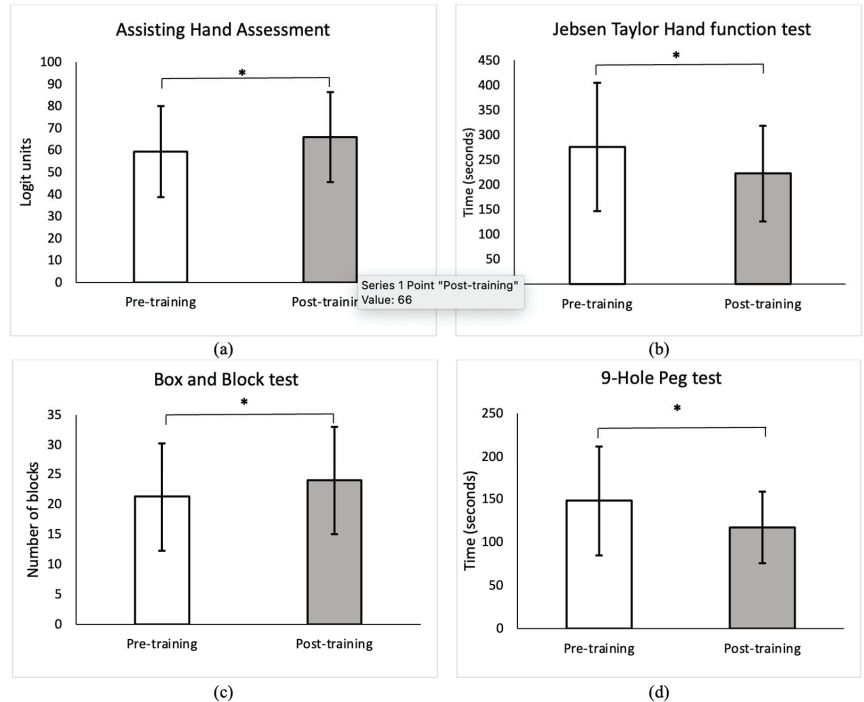 Assisting Hand Assessment
Logit units
100
90
80
70
60
50
40
30
20
10
0
*
Pre-training
Post-trainin
Series 1 Point "Post-training"
Value: 66
(a)
Jebsen Taylor Hand function test
Time (seconds)
450
400
350
300
250
200
150
100
50
*
Pre-training
Post-training
(b)
Box and Block test
Number of blocks
35
30
25
20
15
10
5
0
*
Pre-training
Post-training
(c)
9-Hole Peg test
Time (seconds)
250
200
150
100
50
0
*
Pre-training
Post-training
(d)